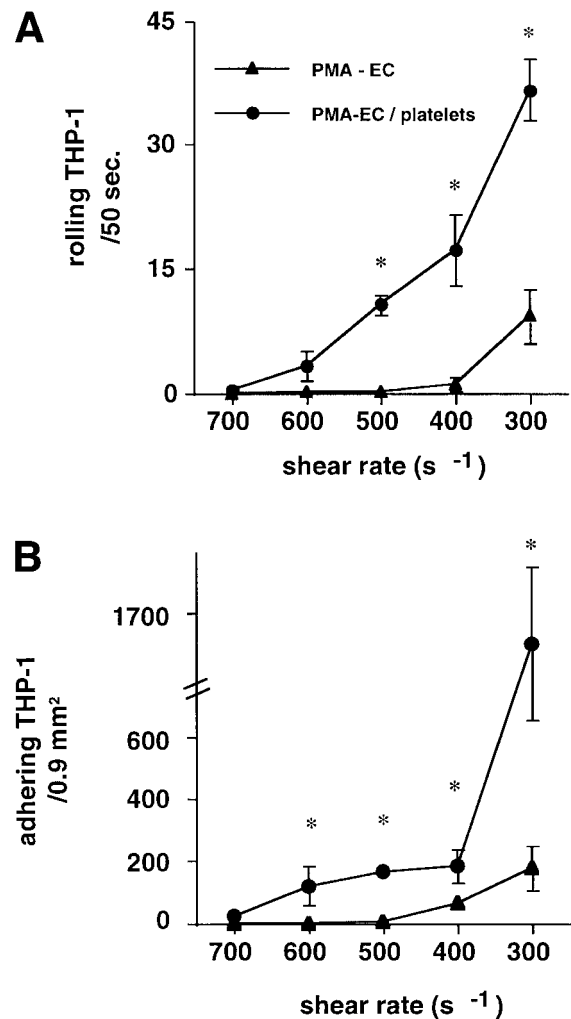 A
45
30
15
0
rolling THP-1
/50 sec.
PMA - EC
PMA-EC / platelets
*
*
*
700 600 500 400 300
shear rate (s -1)
B
1700
600
400
200
0
adhering THP-1
/0.9 mm²
*
*
*
*
700 600 500 400 300
shear rate (s -1)